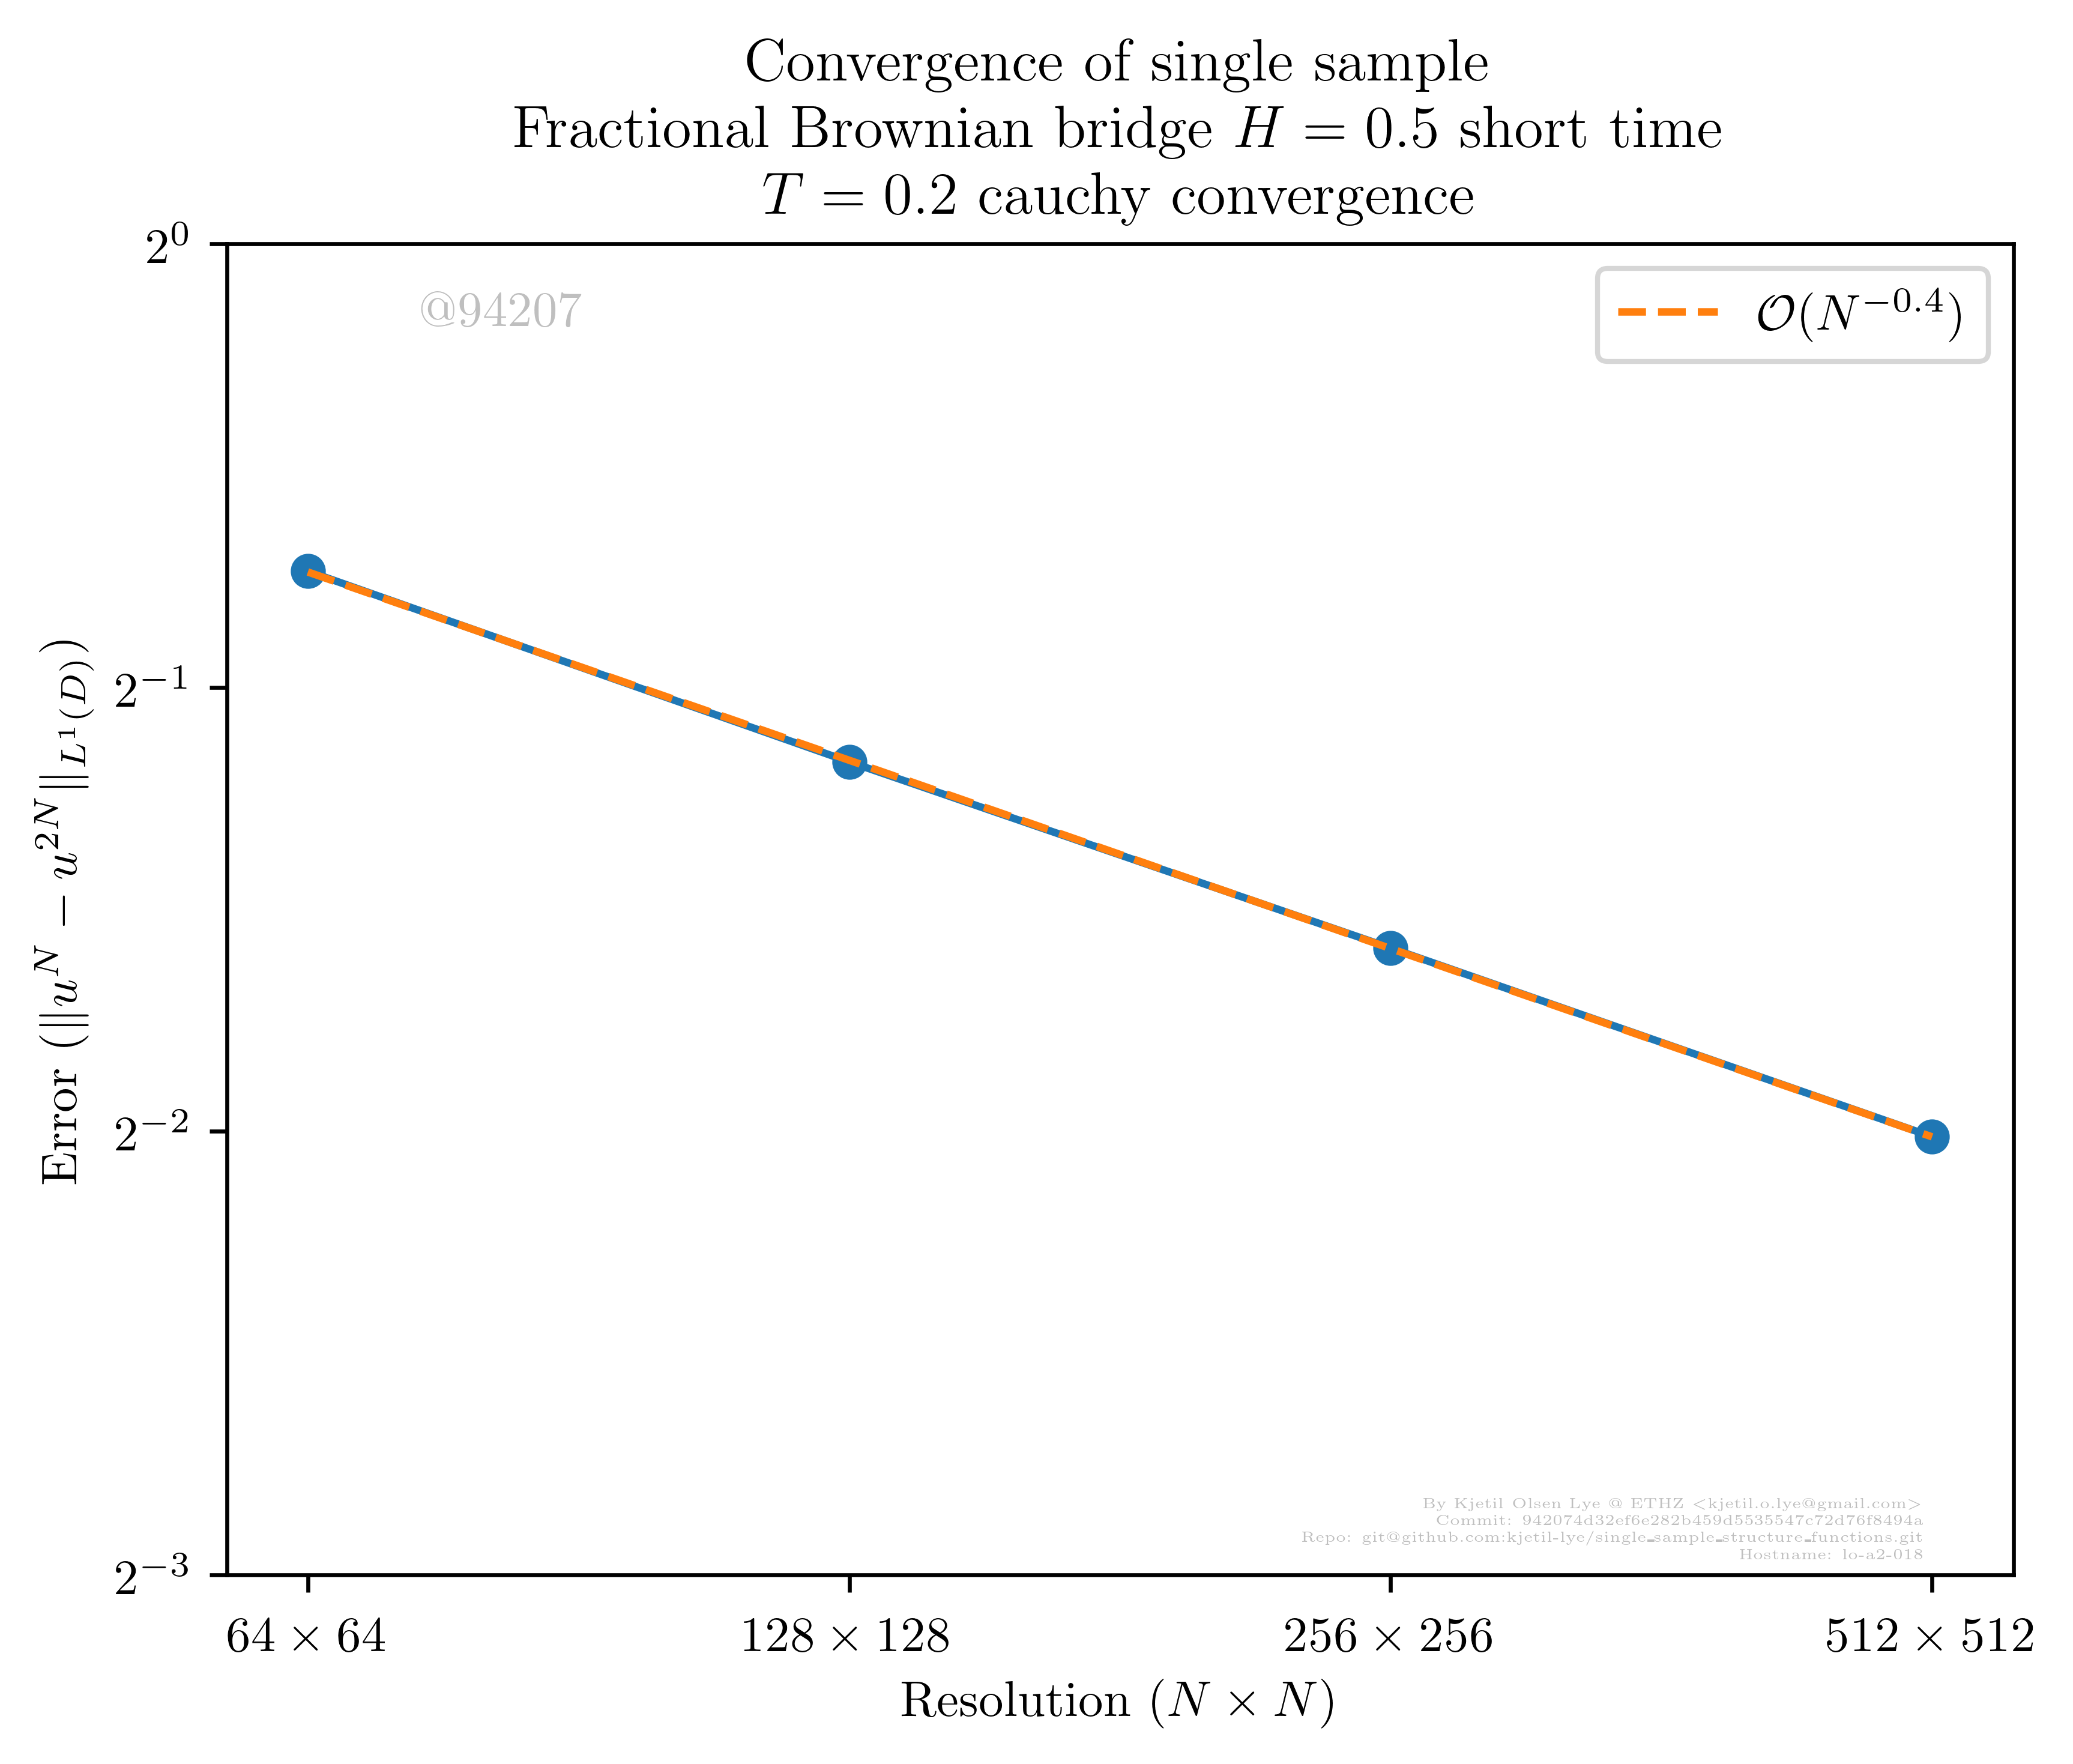 Convergence of single sample
Fractional Brownian bridge H = 0.5 short time
T = 0.2 cauchy convergence
2^0
@94207
O(N^{-0.4})
2^{-1}
Error (||u^N − u^{2N}||_{L^1(D)})
2^{-2}
By Kjetil Olsen Lye @ ETHZ <kjetil.o.lye@gmail.com>
Commit: 942074d32ef6e282b459d5535547c72d76f8494a
Repo: git@github.com:kjetil-lye/single_sample_structure_functions.git
Hostname: lo-a2-018
2^{-3}
64 × 64 128 × 128 256 × 256 512 × 512
Resolution (N × N)